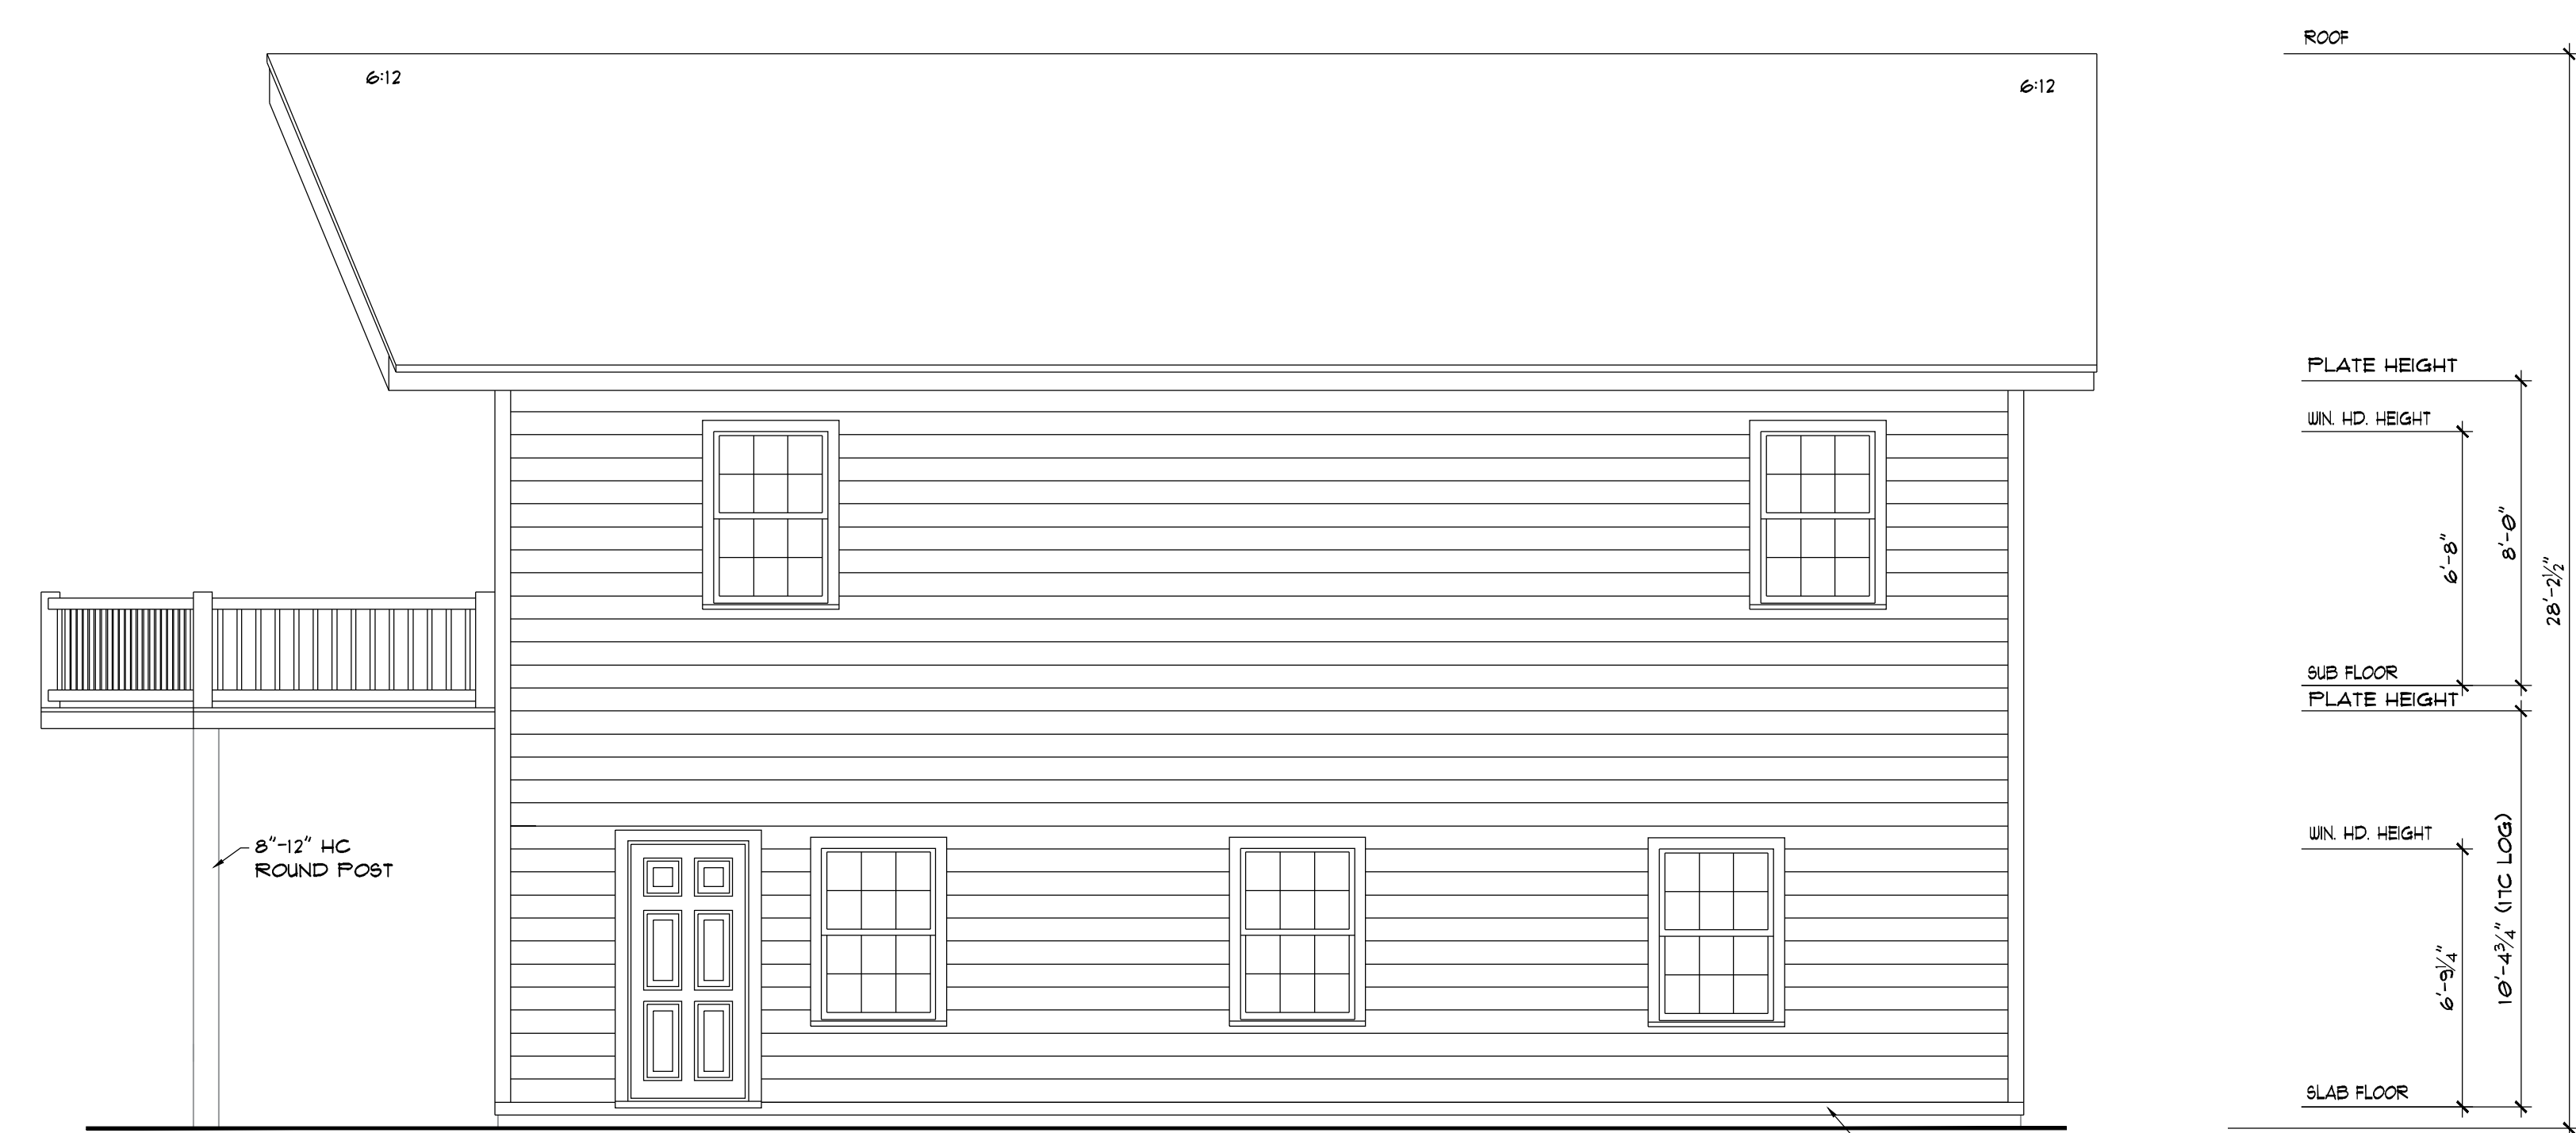 ROOF
6:12
6:12
PLATE HEIGHT
WIN. HD. HEIGHT
6'-8"
8'-0"
28'-2½"
SUB FLOOR
PLATE HEIGHT
8"-12" HC
ROUND POST
WIN. HD. HEIGHT
6'-9¼"
10'-4¾" (17C LOG)
SLAB FLOOR